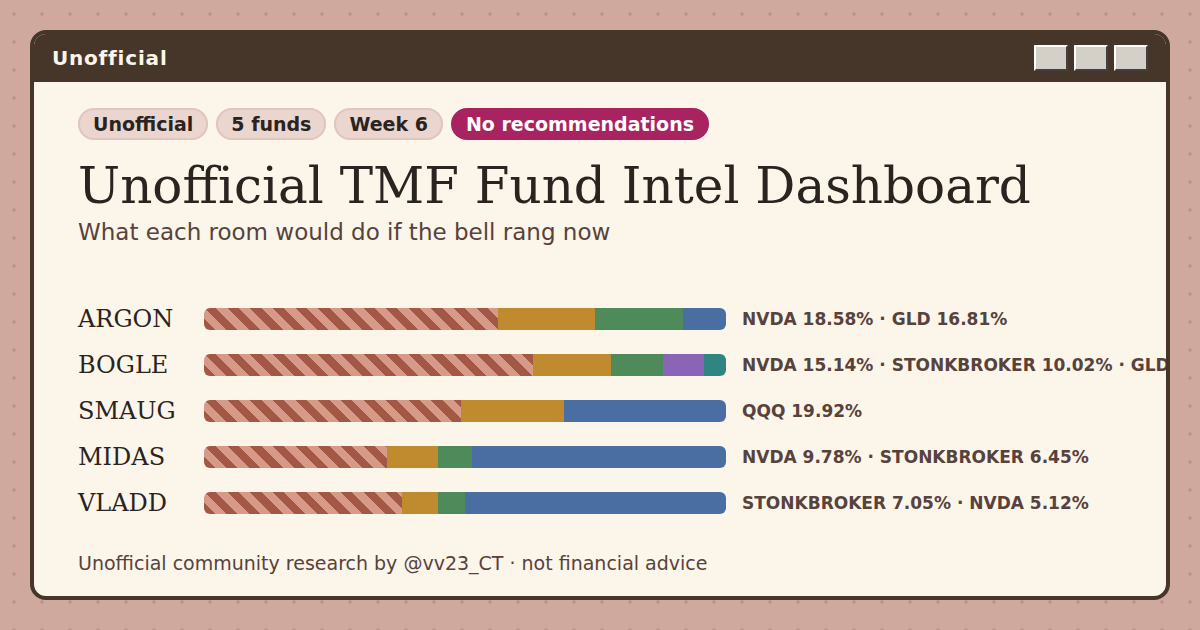 Unofficial
Unofficial 5 funds Week 6 No recommendations
Unofficial TMF Fund Intel Dashboard
What each room would do if the bell rang now
ARGON NVDA 18.58% · GLD 16.81%
BOGLE NVDA 15.14% · STONKBROKER 10.02% · GLD
SMAUG QQQ 19.92%
MIDAS NVDA 9.78% · STONKBROKER 6.45%
VLADD STONKBROKER 7.05% · NVDA 5.12%
Unofficial community research by @vv23_CT · not financial advice